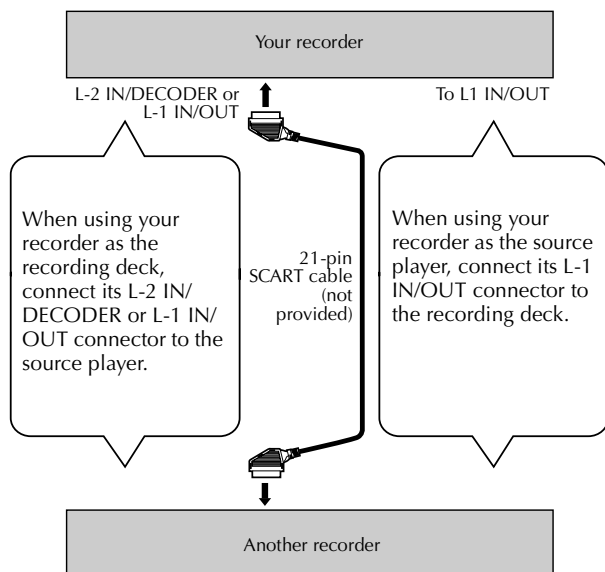 Your recorder
L-2 IN/DECODER or
L-1 IN/OUT
To L1 IN/OUT
When using your
recorder as the
recording deck,
connect its L-2 IN/
DECODER or L-1 IN/
OUT connector to the
source player.
21-pin
SCART cable
(not
provided)
When using your
recorder as the source
player, connect its L-1
IN/OUT connector to
the recording deck.
Another recorder